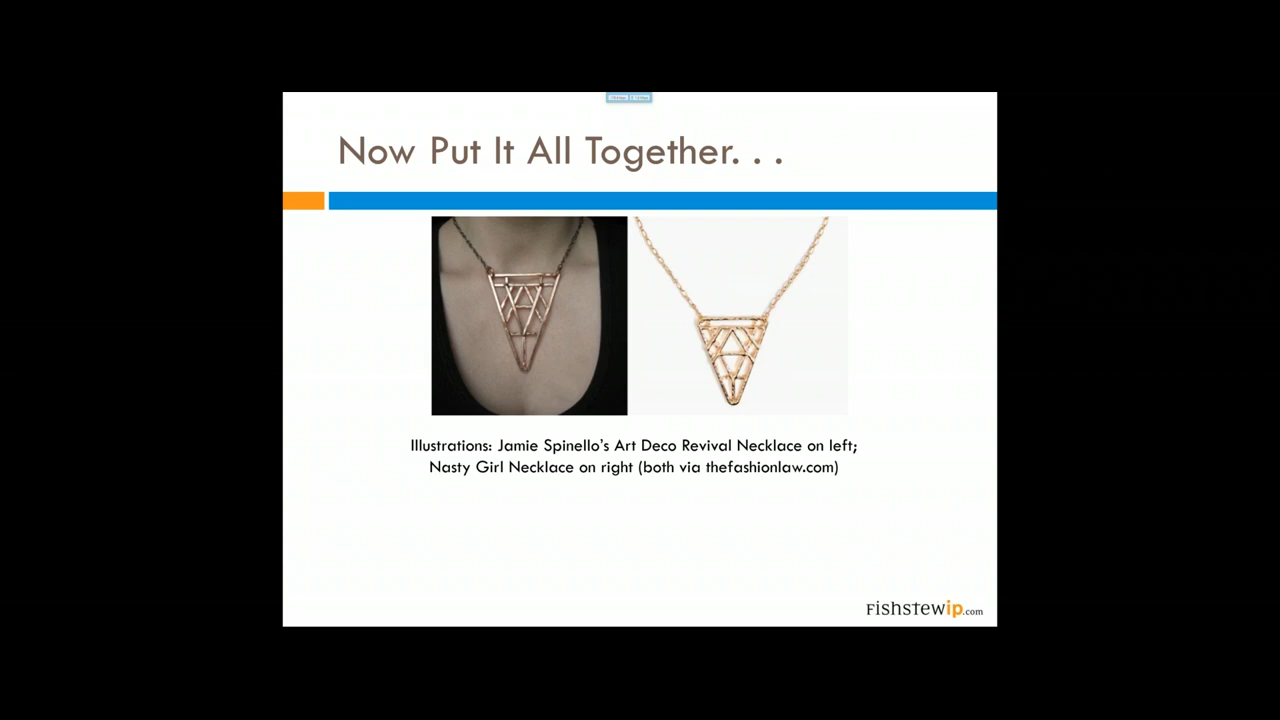 Now Put It All Together. . .
Illustrations: Jamie Spinello's Art Deco Revival Necklace on left;
Nasty Girl Necklace on right (both via thefashionlaw.com)
FISHSTEWip.com